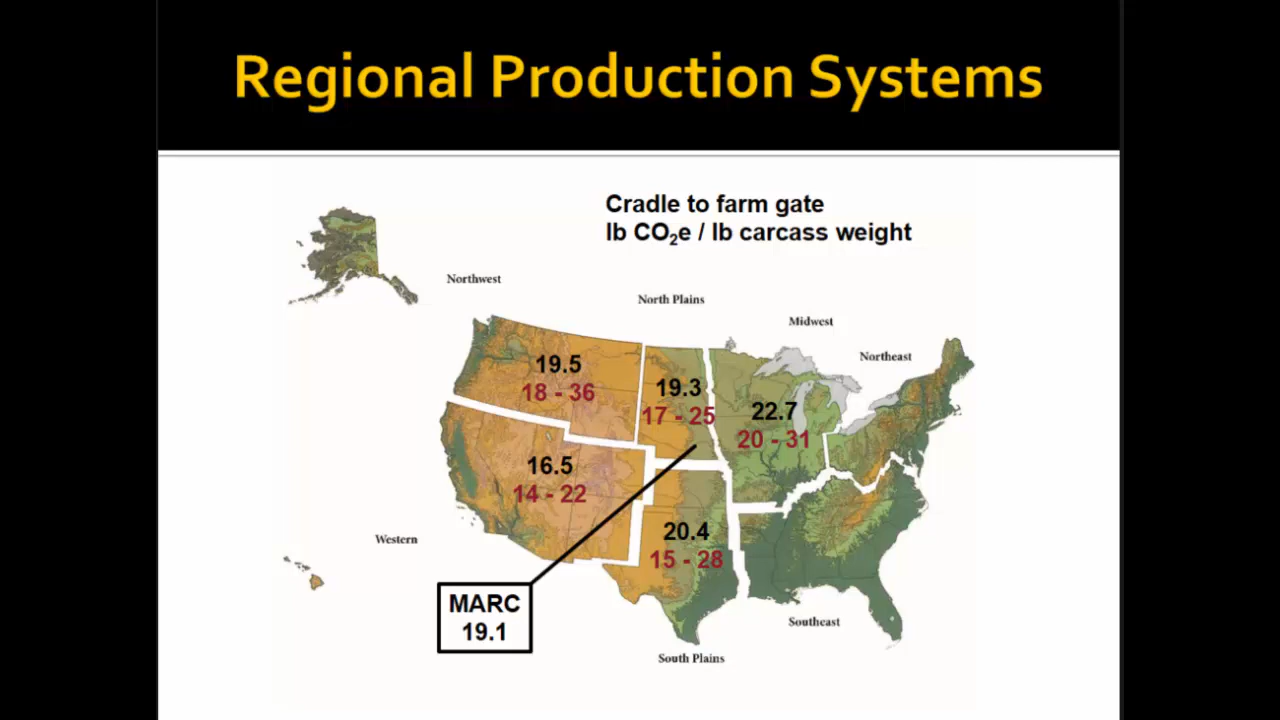 Regional Production Systems
Cradle to farm gate
lb CO₂e / lb carcass weight
Northwest
North Plains
Midwest
Northeast
19.5
18 - 36
19.3
17 - 25
22.7
20 - 31
16.5
14 - 22
20.4
15 - 28
Western
MARC
19.1
Southeast
South Plains